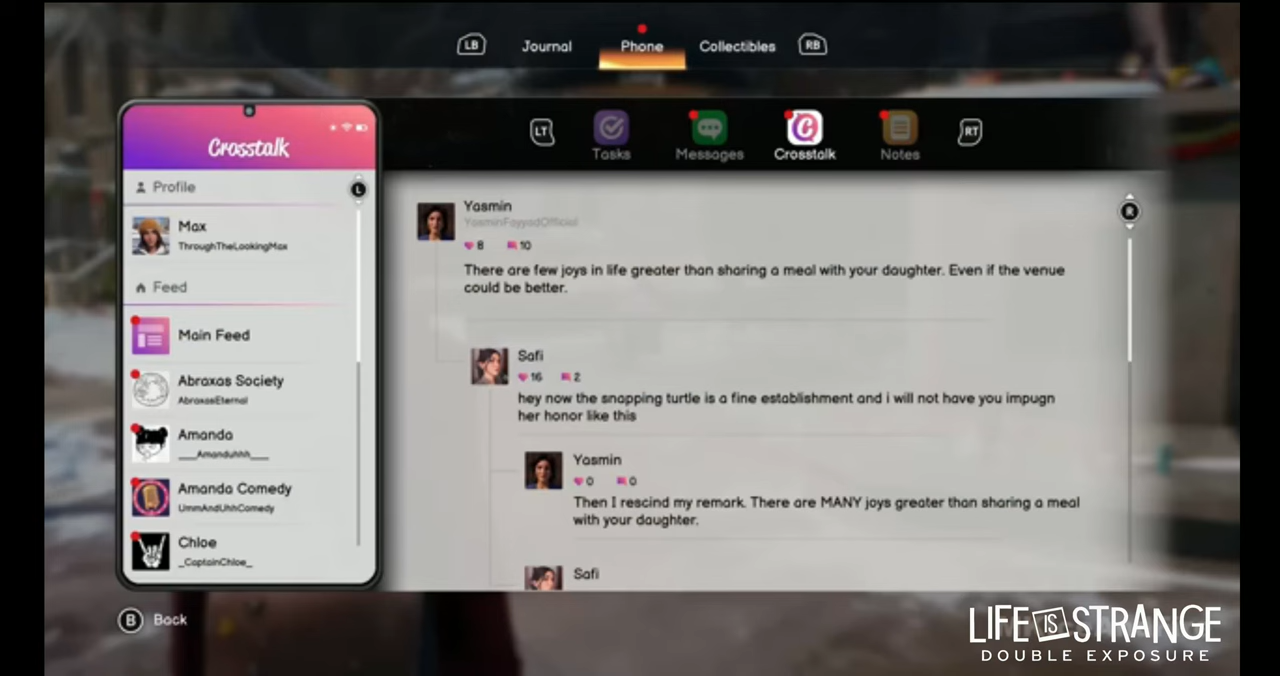 LB Journal Phone Collectibles RB
LT Tasks Messages Crosstalk Notes RT
Crosstalk
Profile
L
Max
ThroughTheLookingMax
Feed
Main Feed
Abraxas Society
AbraxasEternal
Amanda
___Amanduhhh___
Amanda Comedy
UmmAndUhhComedy
Chloe
_CaptainChloe_
Yasmin
YasminFayyadOfficial
8 10
R
There are few joys in life greater than sharing a meal with your daughter. Even if the venue
could be better.
Safi
16 2
hey now the snapping turtle is a fine establishment and i will not have you impugn
her honor like this
Yasmin
0 0
Then I rescind my remark. There are MANY joys greater than sharing a meal
with your daughter.
Safi
B Back
LIFE IS STRANGE
DOUBLE EXPOSURE